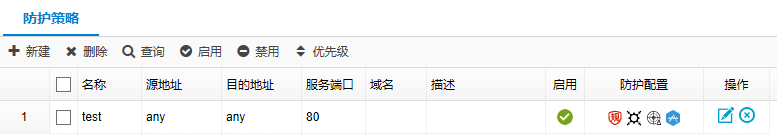 防护策略
新建 删除 查询 启用 禁用 优先级
名称 源地址 目的地址 服务端口 域名 描述 启用 防护配置 操作
1 test any any 80 规